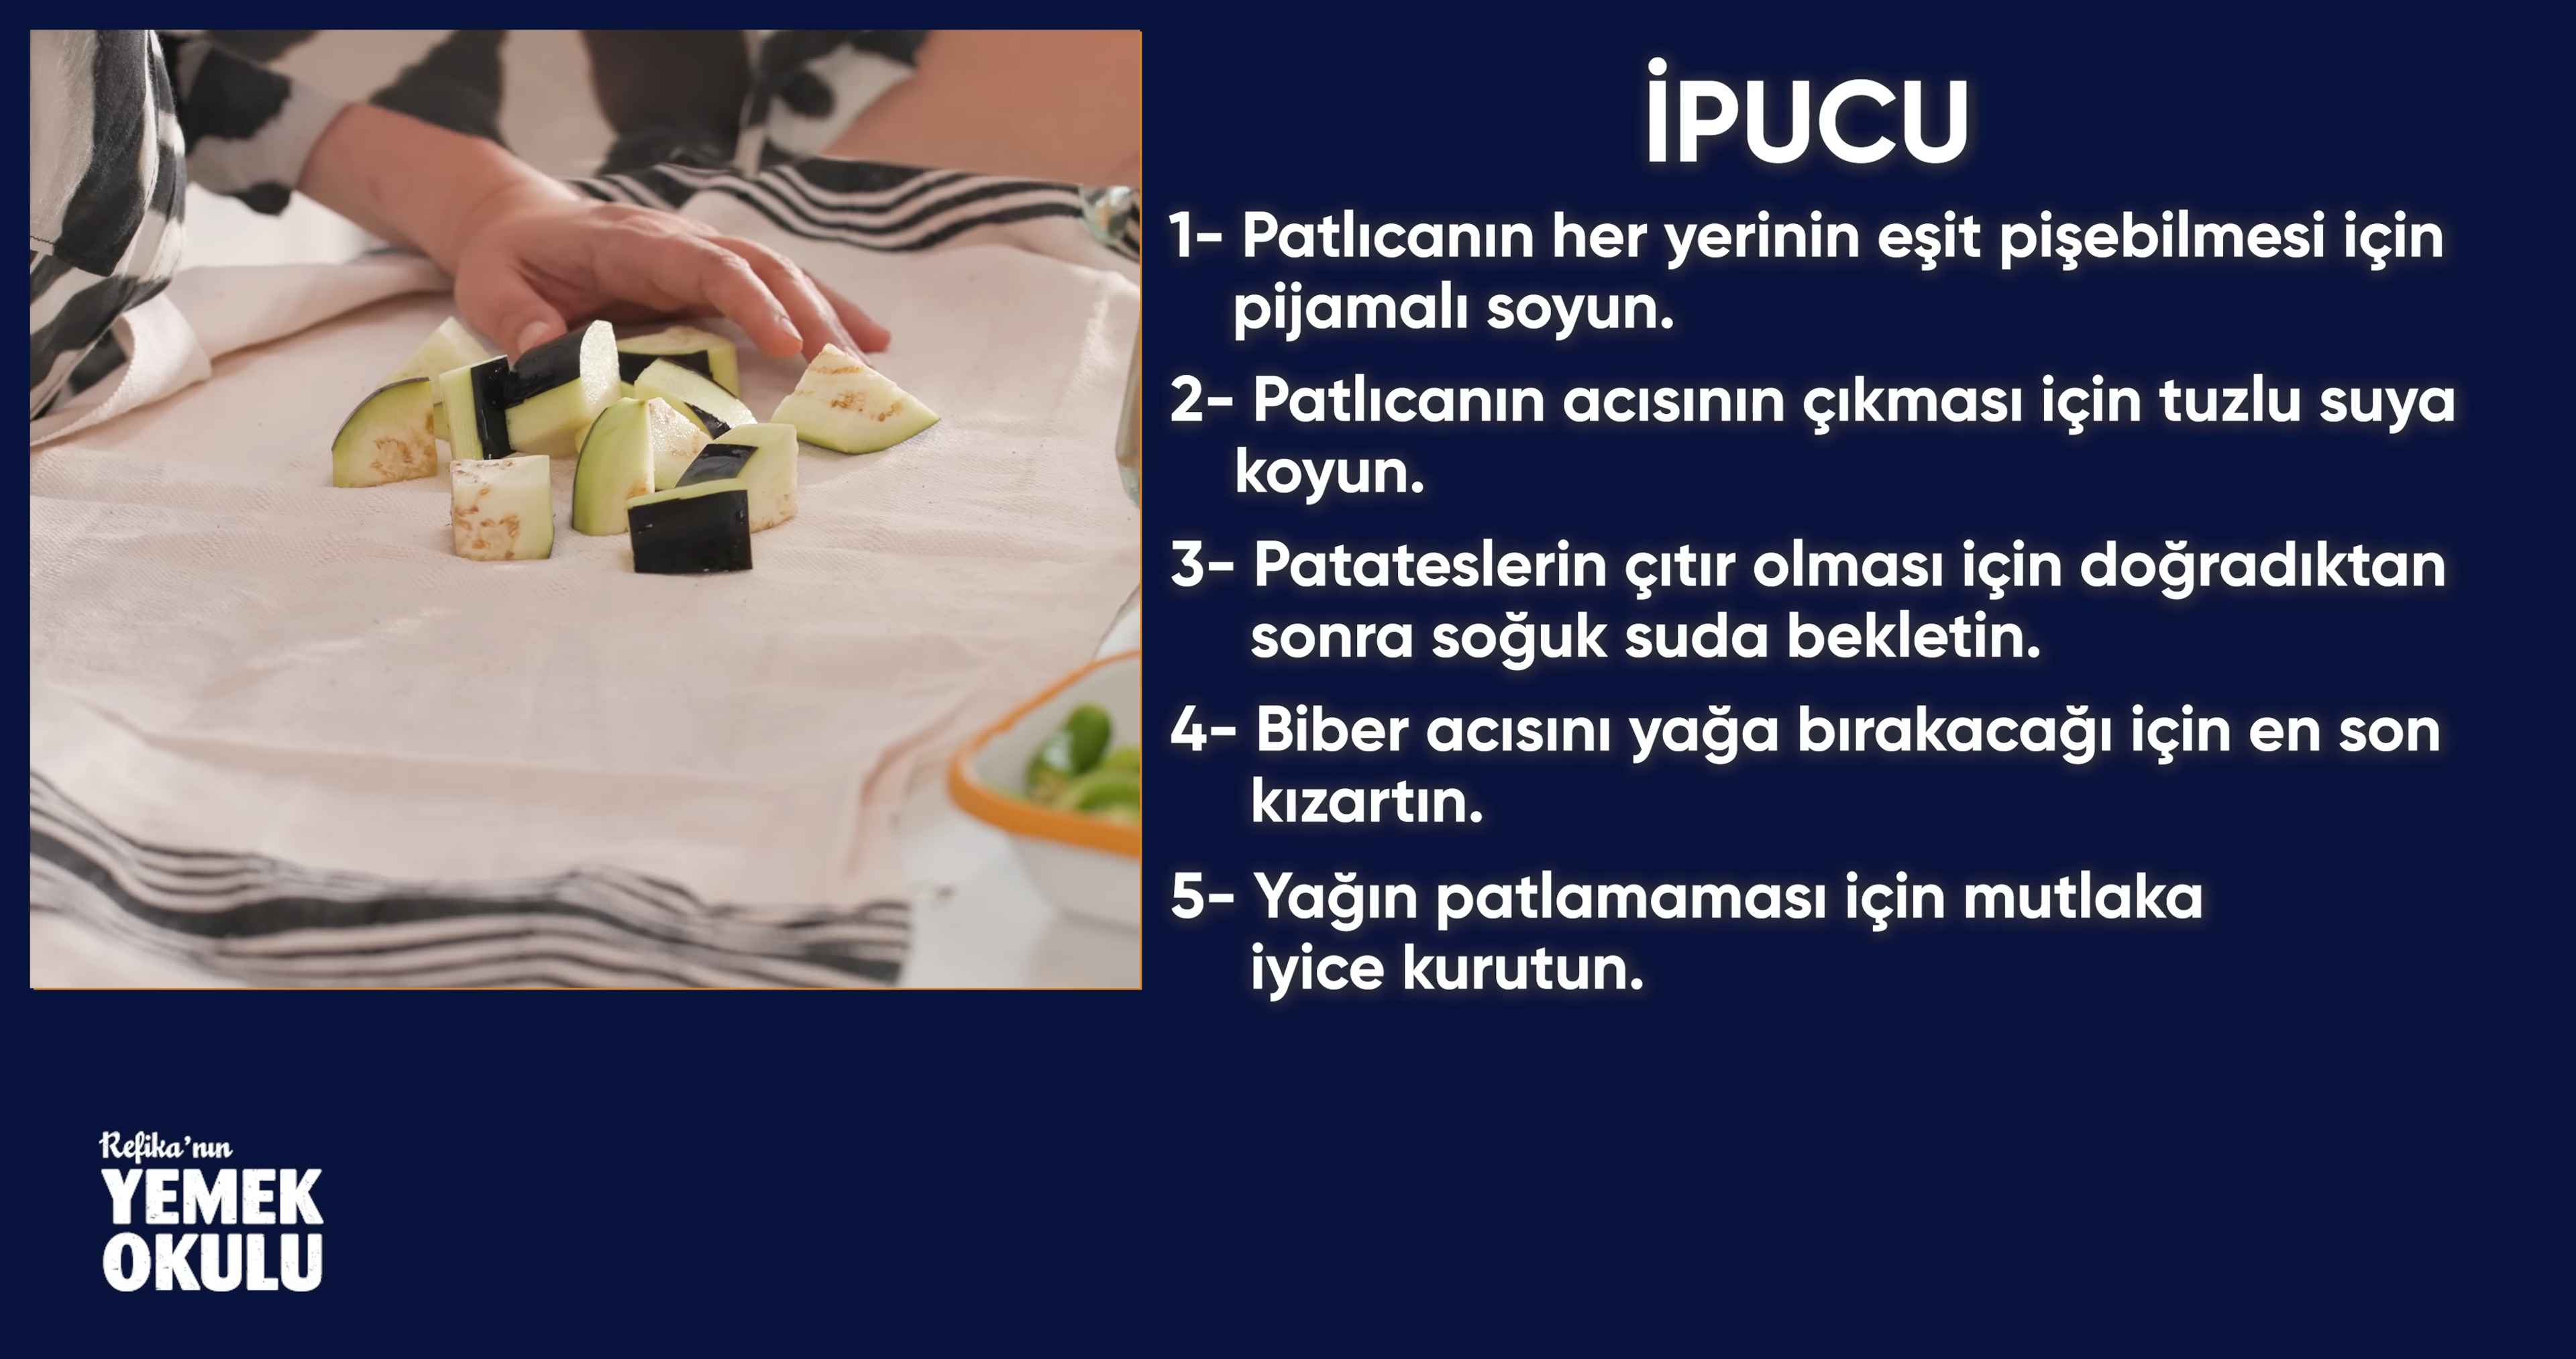 İPUCU
1- Patlıcanın her yerinin eşit pişebilmesi için
pijamalı soyun.
2- Patlıcanın acısının çıkması için tuzlu suya
koyun.
3- Patateslerin çıtır olması için doğradıktan
sonra soğuk suda bekletin.
4- Biber acısını yağa bırakacağı için en son
kızartın.
5- Yağın patlamaması için mutlaka
iyice kurutun.
Refika'nın
YEMEK
OKULU